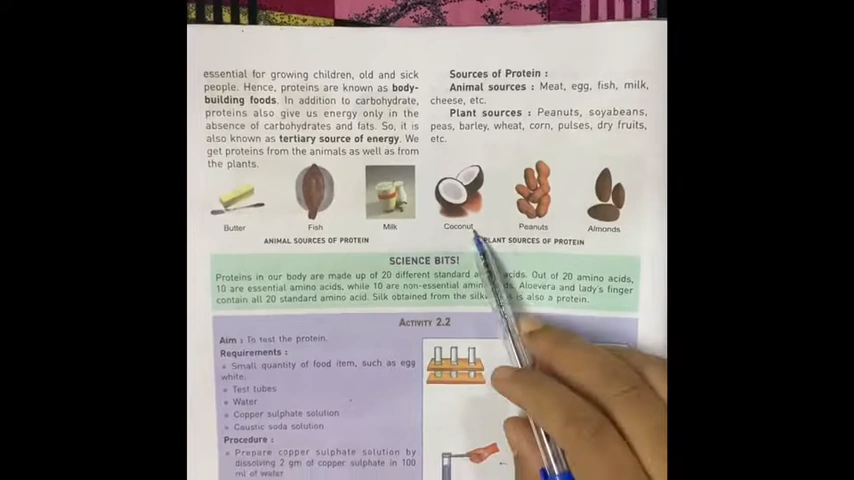 essential for growing children, old and sick
people. Hence, proteins are known as body-
building foods. In addition to carbohydrate,
proteins also give us energy only in the
absence of carbohydrates and fats. So, it is
also known as tertiary source of energy. We
get proteins from the animals as well as from
the plants.
Sources of Protein :
Animal sources : Meat, egg, fish, milk,
cheese, etc.
Plant sources : Peanuts, soyabeans,
peas, barley, wheat, corn, pulses, dry fruits,
etc.
Butter
Fish
Milk
Coconut
Peanuts
Almonds
ANIMAL SOURCES OF PROTEIN
PLANT SOURCES OF PROTEIN
SCIENCE BITS!
Proteins in our body are made up of 20 different standard acids. Out of 20 amino acids,
10 are essential amino acids, while 10 are non-essential amino Aloevera and lady's finger
contain all 20 standard amino acid. Silk obtained from the is also a protein.
ACTIVITY 2.2
Aim : To test the protein.
Requirements :
• Small quantity of food item, such as egg
white.
• Test tubes
• Water
• Copper sulphate solution
• Caustic soda solution
Procedure :
• Prepare copper sulphate solution by
dissolving 2 gm of copper sulphate in 100
ml of water